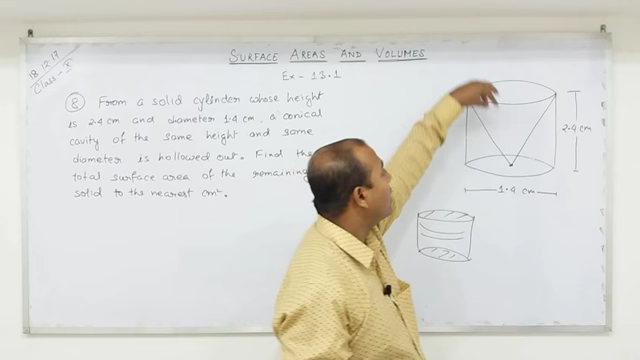 18.12.17
Class - X
SURFACE AREAS AND VOLUMES
Ex - 13.1
8 From a solid cylinder whose height
is 2.4 cm and diameter 1.4 cm, a conical
cavity of the same height and same
diameter is hollowed out. Find the
total surface area of the remaining
solid to the nearest cm².
2.4 cm
1.4 cm